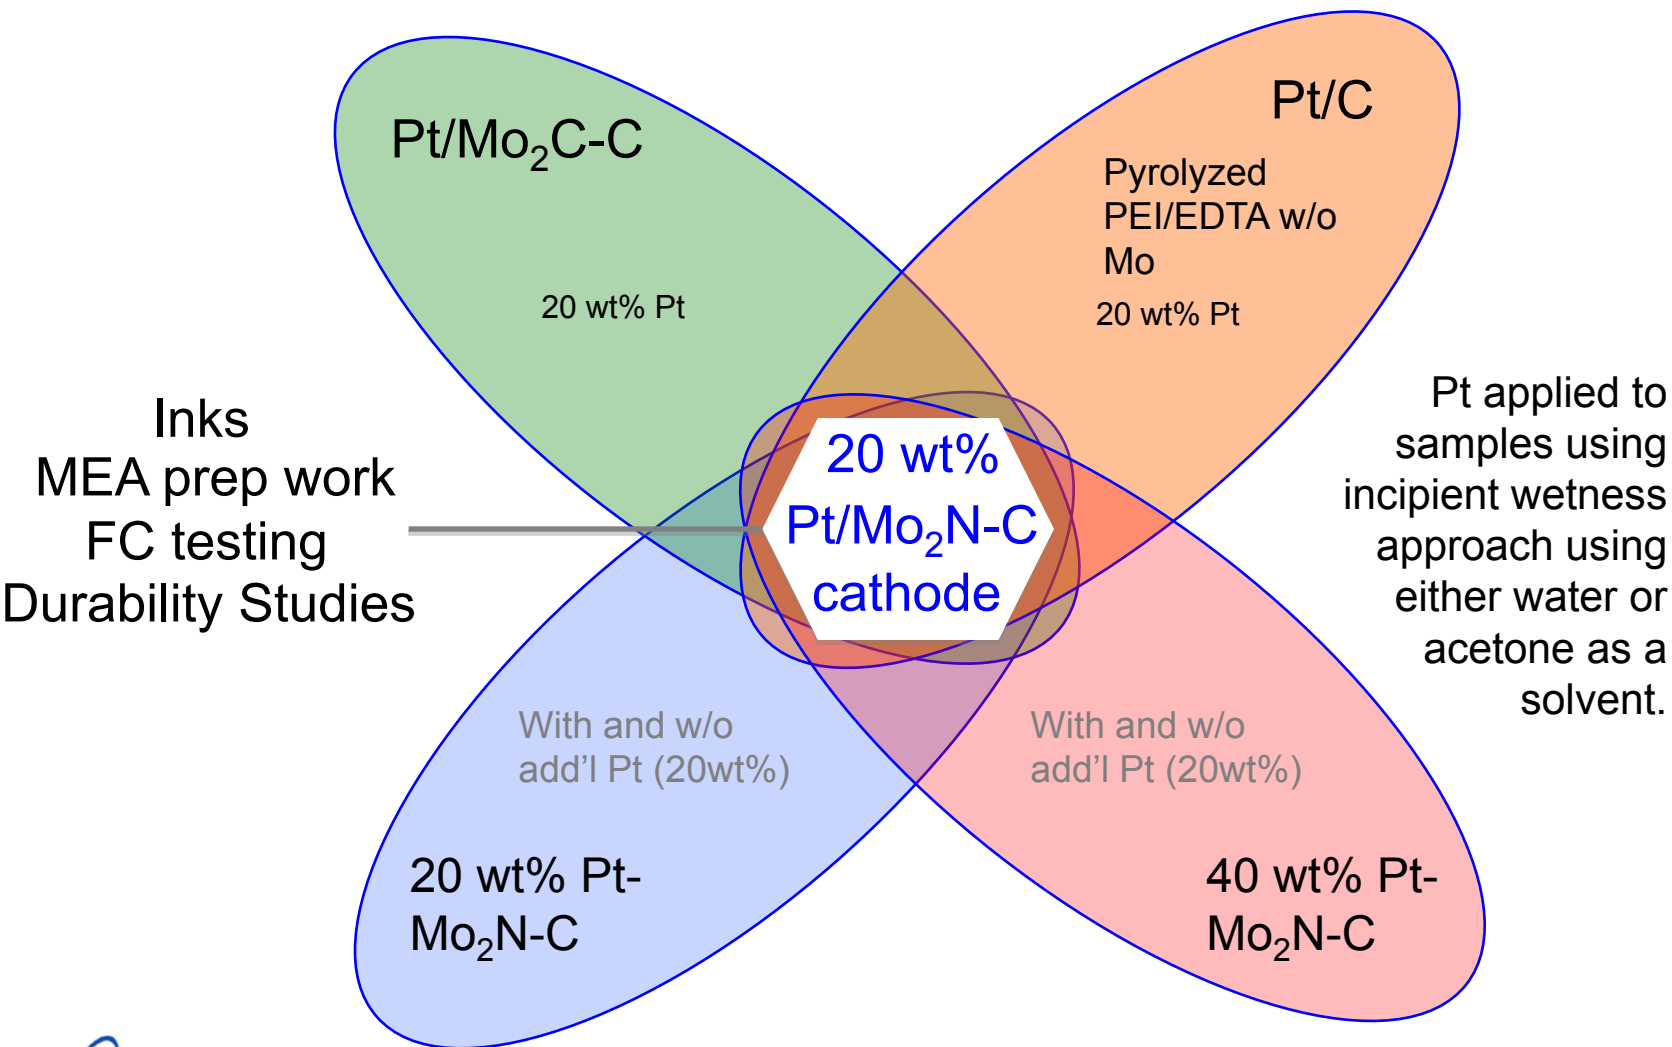 Pt/Mo₂C-C
20 wt% Pt
Pt/C
Pyrolyzed
PEI/EDTA w/o
Mo
20 wt% Pt
Inks
MEA prep work
FC testing
Durability Studies
20 wt%
Pt/Mo₂N-C
cathode
Pt applied to
samples using
incipient wetness
approach using
either water or
acetone as a
solvent.
With and w/o
add’l Pt (20wt%)
20 wt% Pt-
Mo₂N-C
With and w/o
add’l Pt (20wt%)
40 wt% Pt-
Mo₂N-C